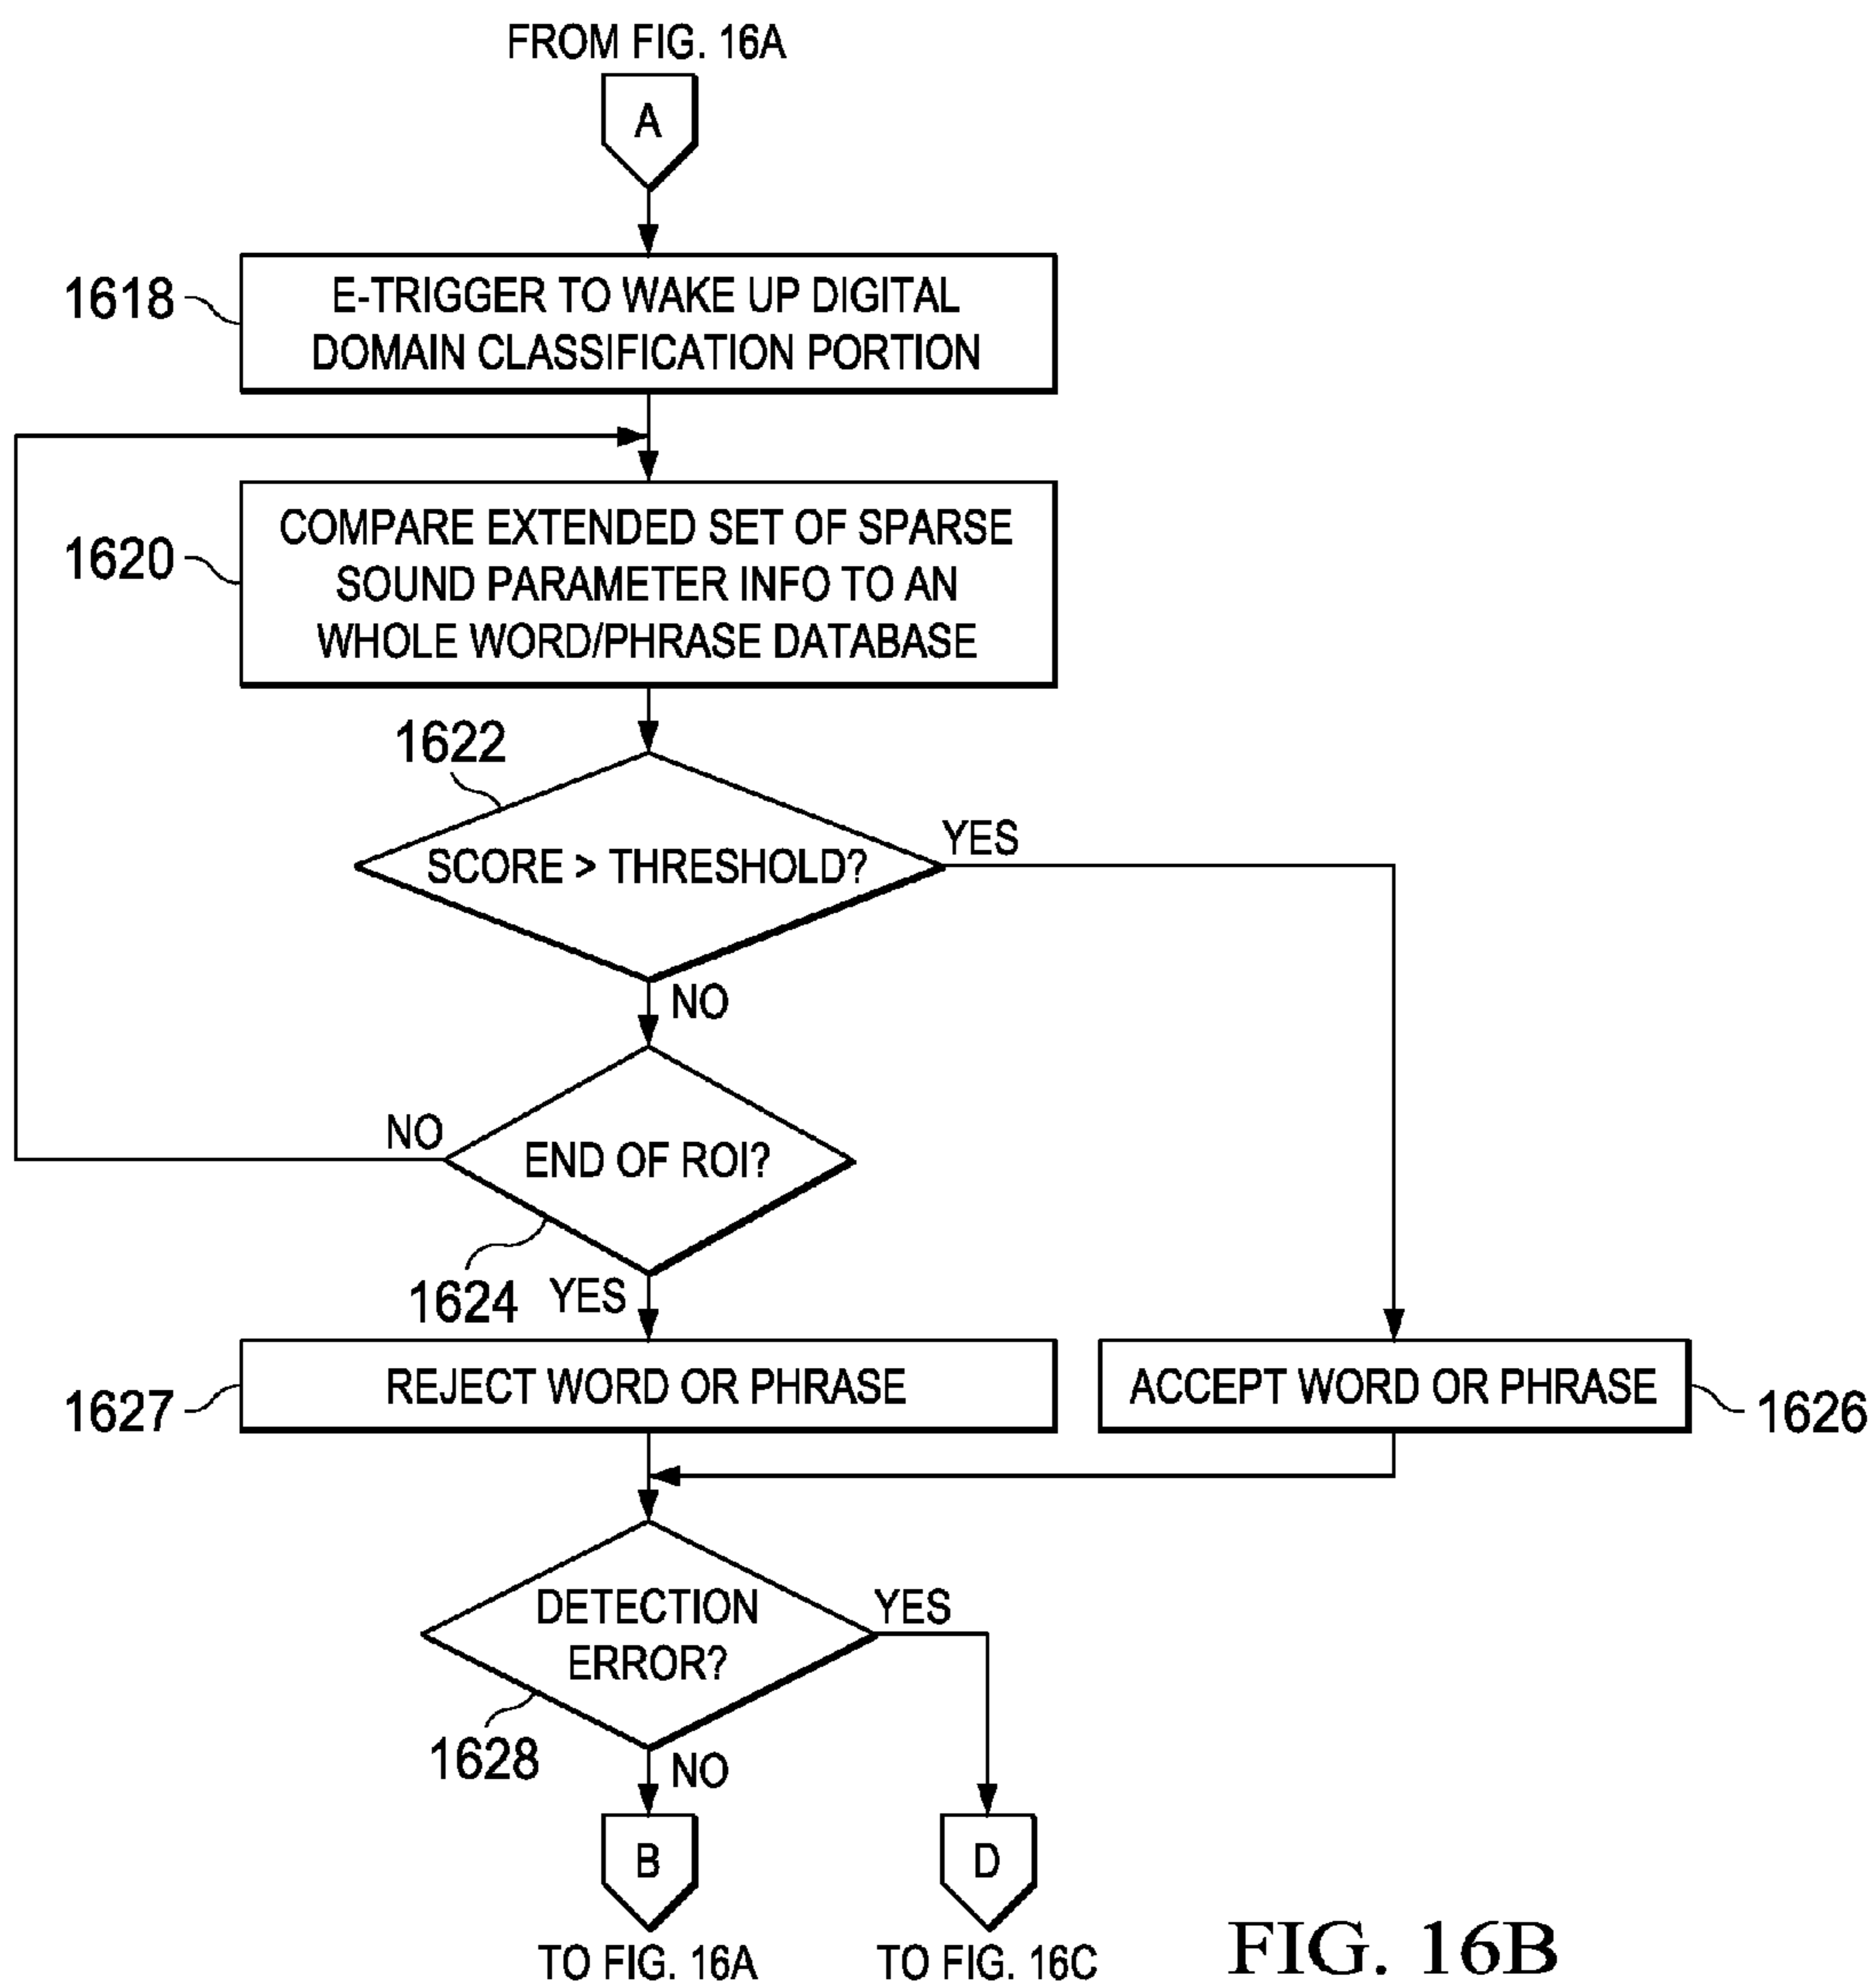 FROM FIG. 16A
A
1618
E-TRIGGER TO WAKE UP DIGITAL
DOMAIN CLASSIFICATION PORTION
1620
COMPARE EXTENDED SET OF SPARSE
SOUND PARAMETER INFO TO AN
WHOLE WORD/PHRASE DATABASE
1622
SCORE > THRESHOLD?
YES
NO
END OF ROI?
NO
1624
YES
1627
REJECT WORD OR PHRASE
ACCEPT WORD OR PHRASE
1626
DETECTION
ERROR?
YES
1628
NO
B
D
TO FIG. 16A
TO FIG. 16C
FIG. 16B